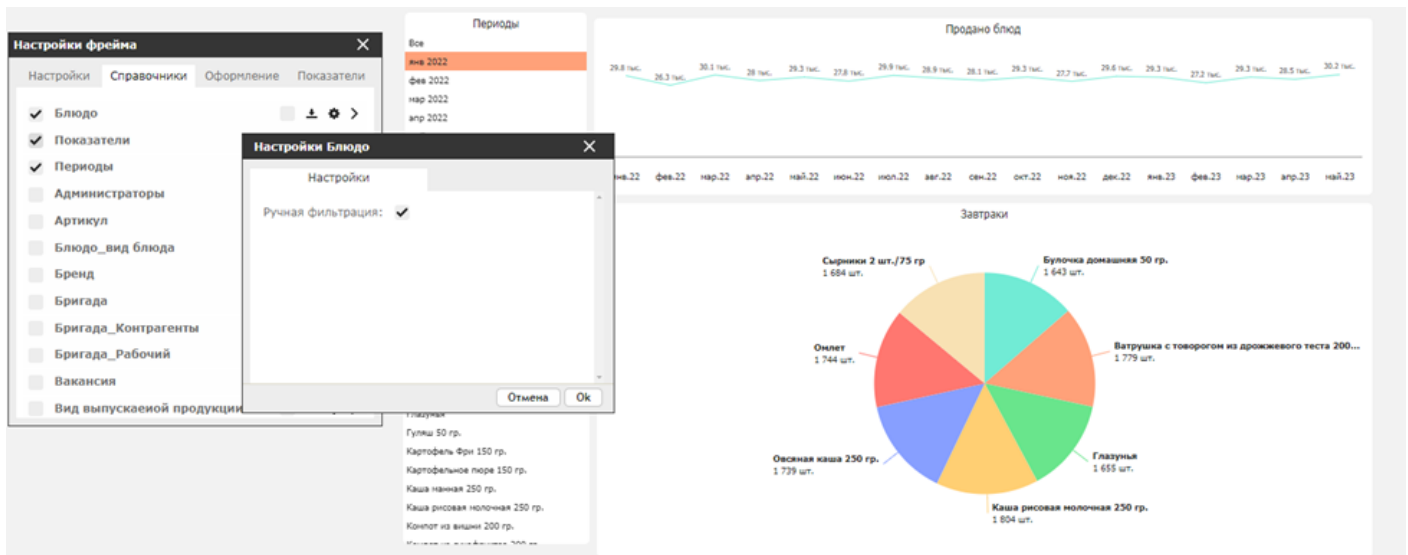 Настройки фрейма
Настройки Справочники Оформление Показатели
Блюдо
Показатели
Периоды
Администраторы
Артикул
Блюдо_вид блюда
Бренд
Бригада
Бригада_Контрагенты
Бригада_Рабочий
Вакансия
Вид выпускаеиой продукции
Настройки Блюдо
Настройки
Ручная фильтрация:
Отмена Ok
Периоды
Все
янв 2022
фев 2022
мар 2022
апр 2022
Глазунья
Гуляш 50 гр.
Картофель Фри 150 гр.
Картофельное пюре 150 гр.
Каша манная 250 гр.
Каша рисовая молочная 250 гр.
Компот из вишни 200 гр.
Продано блюд
29.8 тыс. 26.3 тыс. 30.1 тыс. 28 тыс. 29.3 тыс. 27.8 тыс. 29.9 тыс. 28.9 тыс. 28.1 тыс. 29.3 тыс. 27.7 тыс. 29.6 тыс. 29.3 тыс. 27.2 тыс. 29.3 тыс. 28.5 тыс. 30.2 тыс.
янв.22 фев.22 мар.22 апр.22 май.22 июн.22 июл.22 авг.22 сен.22 окт.22 ноя.22 дек.22 янв.23 фев.23 мар.23 апр.23 май.23
Завтраки
Сырники 2 шт./75 гр
1 684 шт.
Булочка домашняя 50 гр.
1 643 шт.
Омлет
1 744 шт.
Ватрушка с товорогом из дрожжевого теста 200...
1 779 шт.
Овсяная каша 250 гр.
1 739 шт.
Глазунья
1 655 шт.
Каша рисовая молочная 250 гр.
1 804 шт.